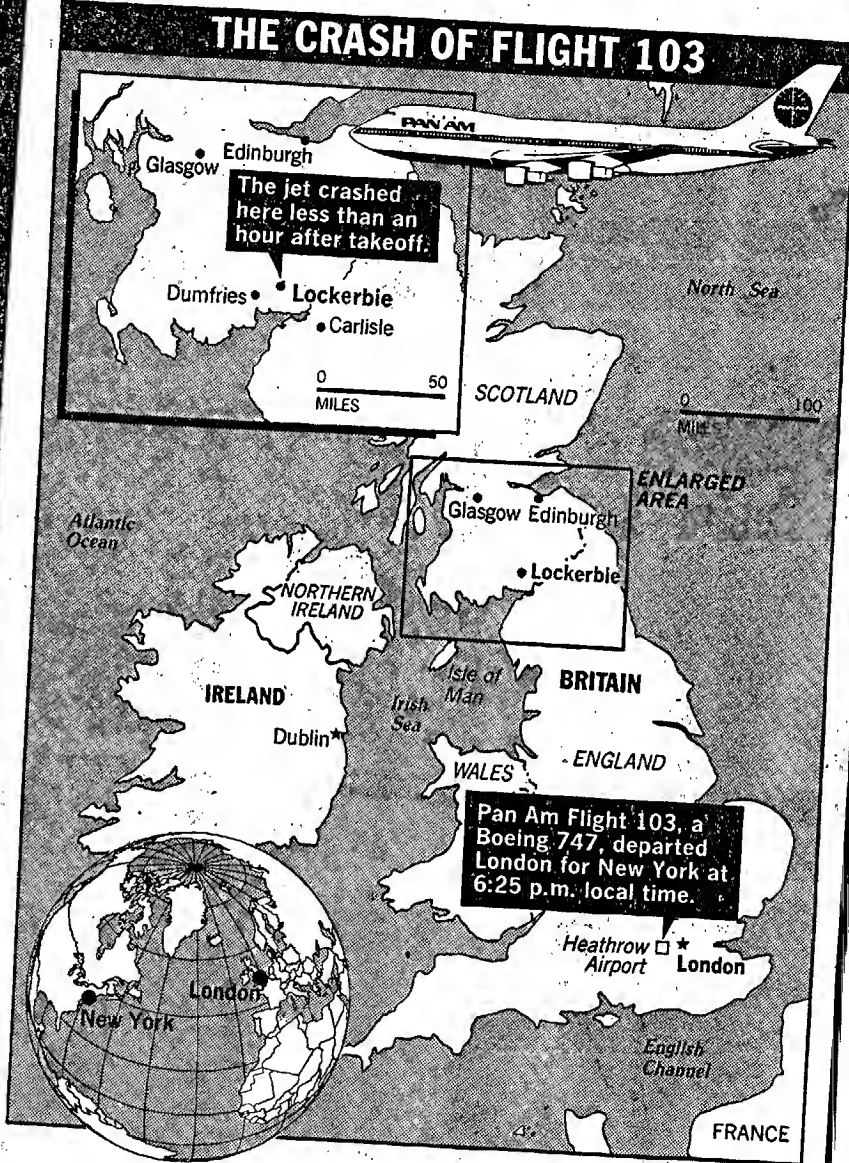 THE CRASH OF FLIGHT 103
PAN AM
PAN AM
Glasgow
Edinburgh
The jet crashed
here less than an
hour after takeoff.
Dumfries
Lockerbie
Carlisle
0 50
MILES
North Sea
SCOTLAND
0 100
MILES
ENLARGED
AREA
Glasgow Edinburgh
Lockerbie
Atlantic
Ocean
NORTHERN
IRELAND
IRELAND
Isle of
Man
Irish
Sea
BRITAIN
Dublin
WALES
ENGLAND
Pan Am Flight 103, a
Boeing 747, departed
London for New York at
6:25 p.m. local time.
Heathrow
Airport
London
London
New York
English
Channel
FRANCE